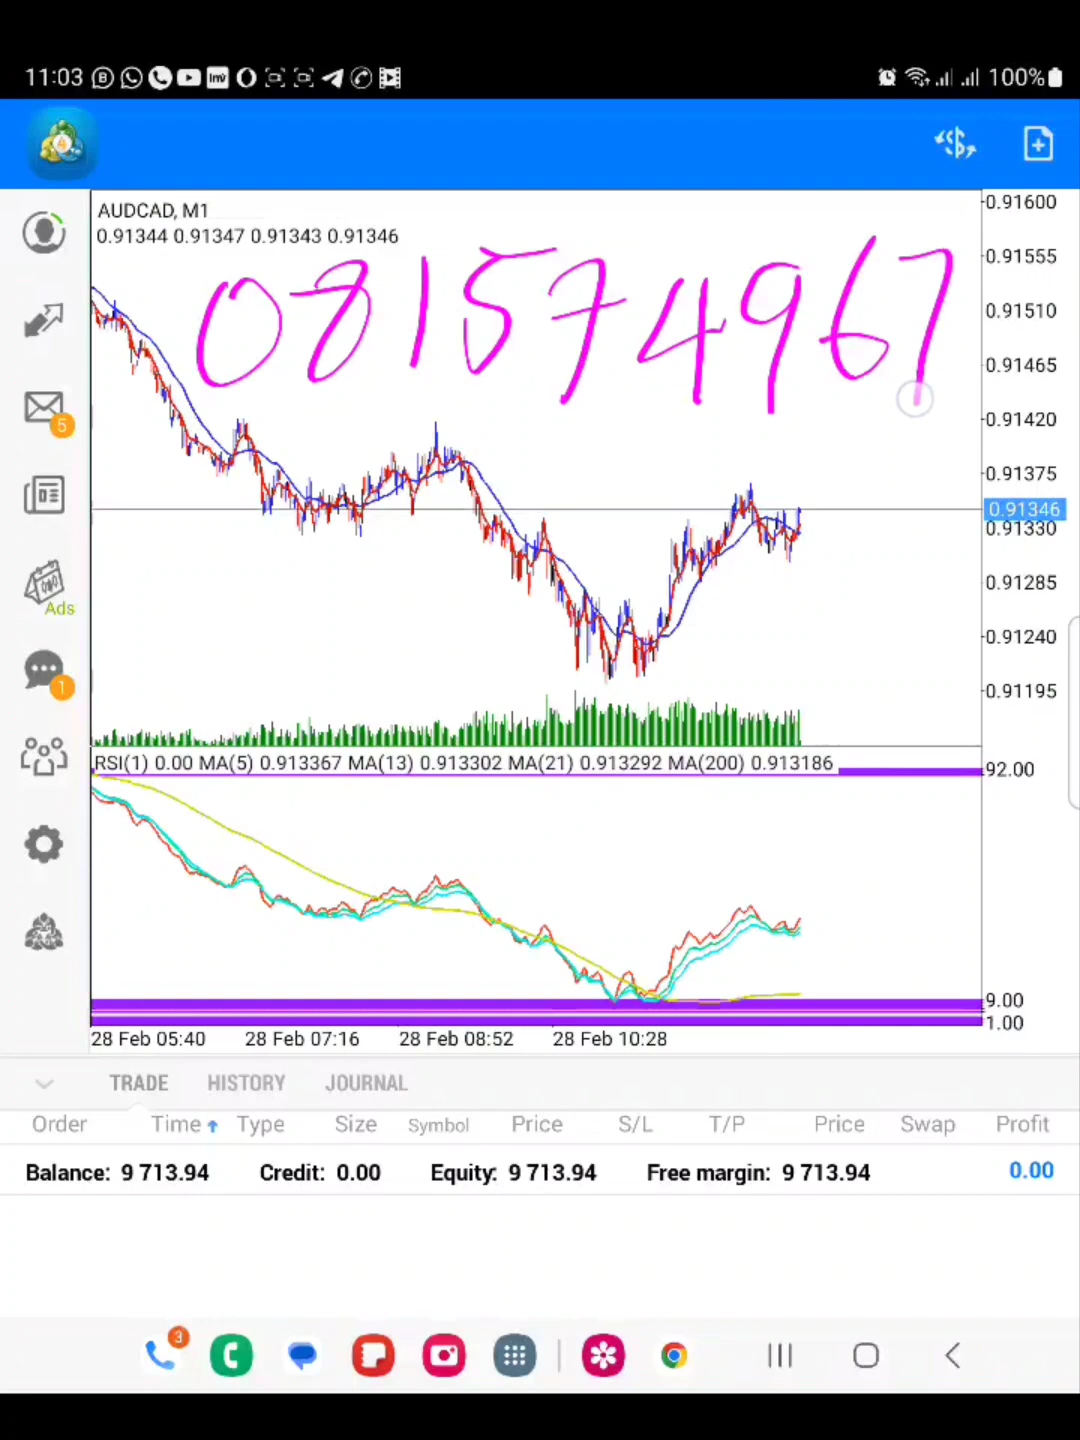 11:03
100%
4
AUDCAD, M1
0.91344 0.91347 0.91343 0.91346
081574967
0.91600
0.91555
0.91510
0.91465
0.91420
0.91375
0.91346
0.91330
0.91285
0.91240
0.91195
5
Ads
1
RSI(1) 0.00 MA(5) 0.913367 MA(13) 0.913302 MA(21) 0.913292 MA(200) 0.913186
92.00
9.00
1.00
28 Feb 05:40 28 Feb 07:16 28 Feb 08:52 28 Feb 10:28
TRADE HISTORY JOURNAL
Order Time Type Size Symbol Price S/L T/P Price Swap Profit
Balance: 9 713.94 Credit: 0.00 Equity: 9 713.94 Free margin: 9 713.94 0.00
3